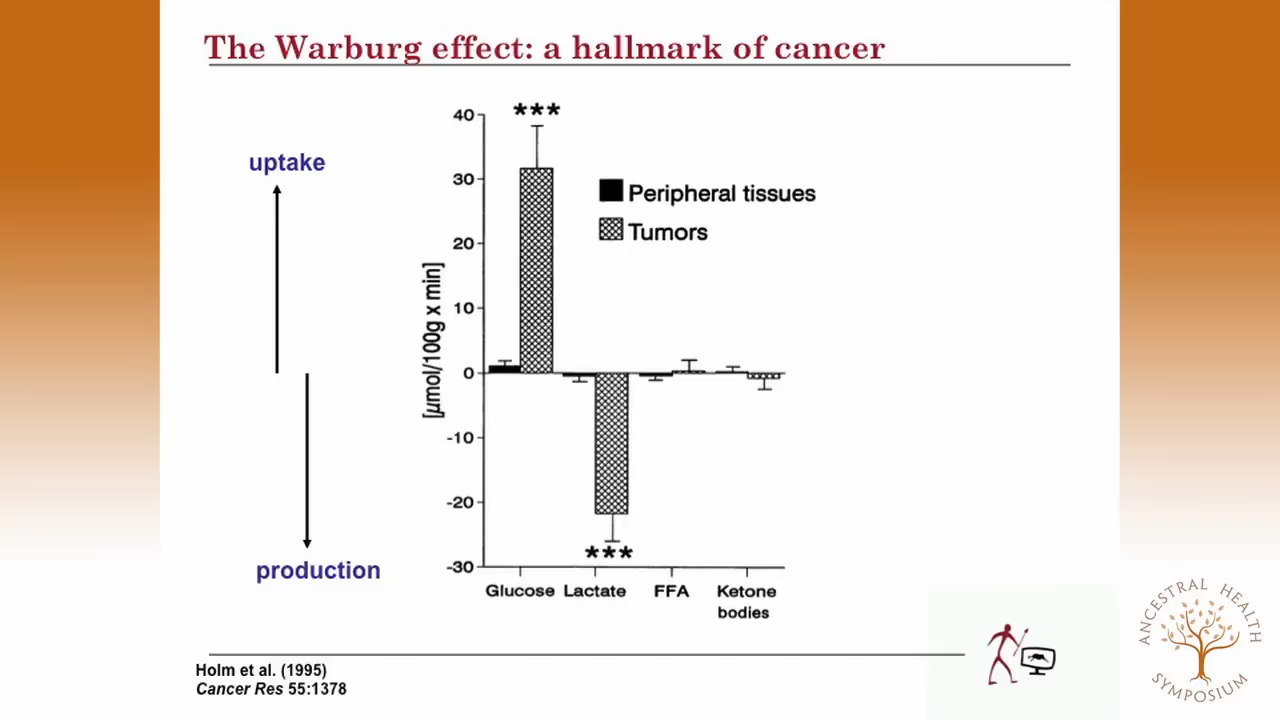 The Warburg effect: a hallmark of cancer
uptake
production
[µmol/100g x min]
40
30
20
10
0
-10
-20
-30
***
***
Peripheral tissues
Tumors
Glucose
Lactate
FFA
Ketone
bodies
Holm et al. (1995)
Cancer Res 55:1378
ANCESTRAL HEALTH
SYMPOSIUM